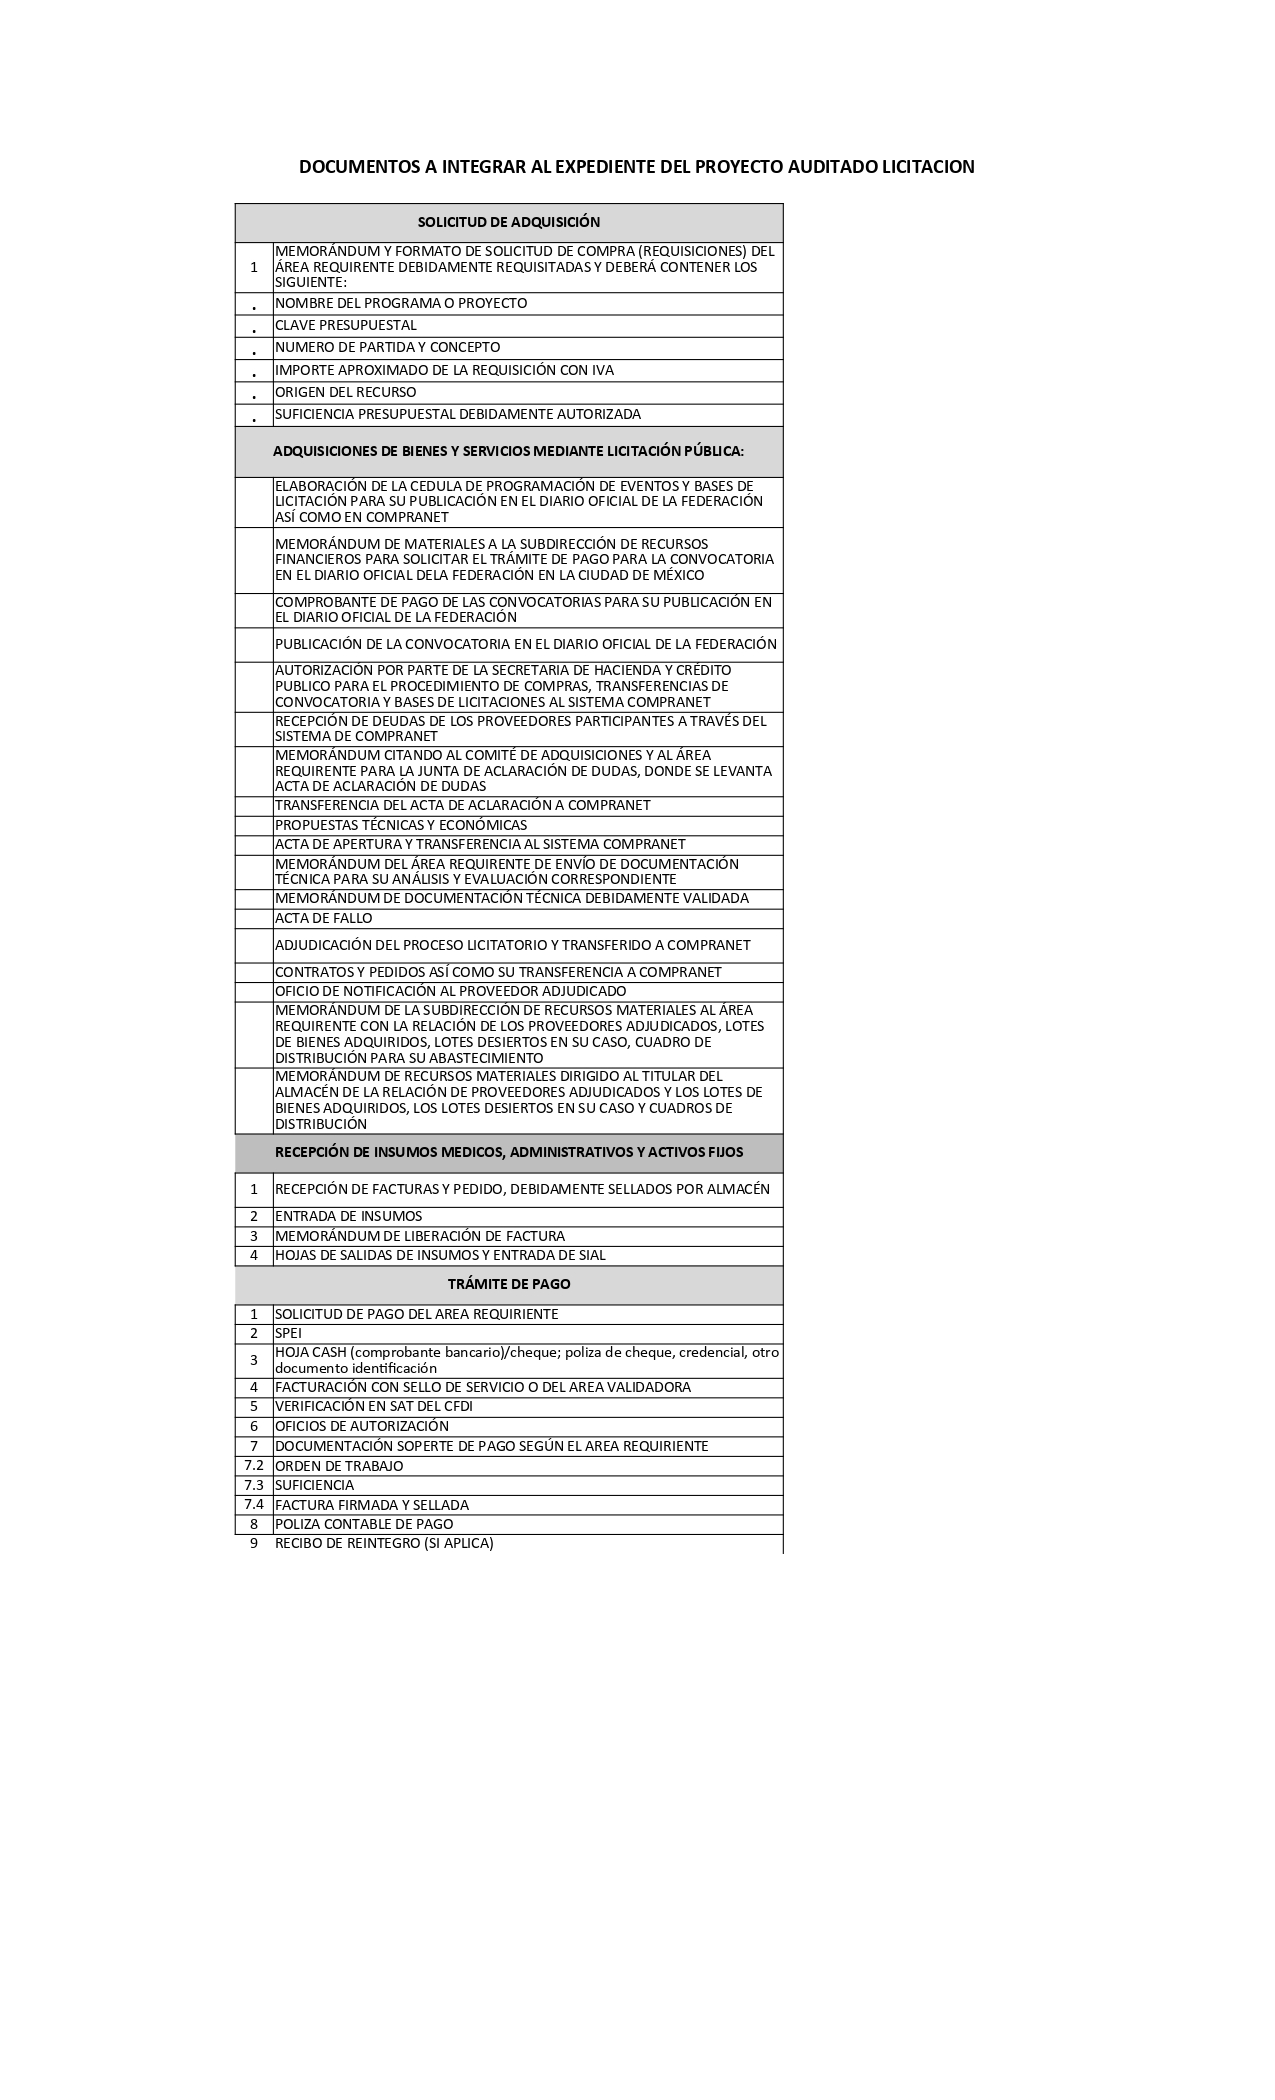 DOCUMENTOS A INTEGRAR AL EXPEDIENTE DEL PROYECTO AUDITADO LICITACION
SOLICITUD DE ADQUISICIÓN
1 MEMORÁNDUM Y FORMATO DE SOLICITUD DE COMPRA (REQUISICIONES) DEL
ÁREA REQUIRENTE DEBIDAMENTE REQUISITADAS Y DEBERÁ CONTENER LOS
SIGUIENTE:
. NOMBRE DEL PROGRAMA O PROYECTO
. CLAVE PRESUPUESTAL
. NUMERO DE PARTIDA Y CONCEPTO
. IMPORTE APROXIMADO DE LA REQUISICIÓN CON IVA
. ORIGEN DEL RECURSO
. SUFICIENCIA PRESUPUESTAL DEBIDAMENTE AUTORIZADA
ADQUISICIONES DE BIENES Y SERVICIOS MEDIANTE LICITACIÓN PÚBLICA:
ELABORACIÓN DE LA CEDULA DE PROGRAMACIÓN DE EVENTOS Y BASES DE
LICITACIÓN PARA SU PUBLICACIÓN EN EL DIARIO OFICIAL DE LA FEDERACIÓN
ASÍ COMO EN COMPRANET
MEMORÁNDUM DE MATERIALES A LA SUBDIRECCIÓN DE RECURSOS
FINANCIEROS PARA SOLICITAR EL TRÁMITE DE PAGO PARA LA CONVOCATORIA
EN EL DIARIO OFICIAL DELA FEDERACIÓN EN LA CIUDAD DE MÉXICO
COMPROBANTE DE PAGO DE LAS CONVOCATORIAS PARA SU PUBLICACIÓN EN
EL DIARIO OFICIAL DE LA FEDERACIÓN
PUBLICACIÓN DE LA CONVOCATORIA EN EL DIARIO OFICIAL DE LA FEDERACIÓN
AUTORIZACIÓN POR PARTE DE LA SECRETARIA DE HACIENDA Y CRÉDITO
PUBLICO PARA EL PROCEDIMIENTO DE COMPRAS, TRANSFERENCIAS DE
CONVOCATORIA Y BASES DE LICITACIONES AL SISTEMA COMPRANET
RECEPCIÓN DE DEUDAS DE LOS PROVEEDORES PARTICIPANTES A TRAVÉS DEL
SISTEMA DE COMPRANET
MEMORÁNDUM CITANDO AL COMITÉ DE ADQUISICIONES Y AL ÁREA
REQUIRENTE PARA LA JUNTA DE ACLARACIÓN DE DUDAS, DONDE SE LEVANTA
ACTA DE ACLARACIÓN DE DUDAS
TRANSFERENCIA DEL ACTA DE ACLARACIÓN A COMPRANET
PROPUESTAS TÉCNICAS Y ECONÓMICAS
ACTA DE APERTURA Y TRANSFERENCIA AL SISTEMA COMPRANET
MEMORÁNDUM DEL ÁREA REQUIRENTE DE ENVÍO DE DOCUMENTACIÓN
TÉCNICA PARA SU ANÁLISIS Y EVALUACIÓN CORRESPONDIENTE
MEMORÁNDUM DE DOCUMENTACIÓN TÉCNICA DEBIDAMENTE VALIDADA
ACTA DE FALLO
ADJUDICACIÓN DEL PROCESO LICITATORIO Y TRANSFERIDO A COMPRANET
CONTRATOS Y PEDIDOS ASÍ COMO SU TRANSFERENCIA A COMPRANET
OFICIO DE NOTIFICACIÓN AL PROVEEDOR ADJUDICADO
MEMORÁNDUM DE LA SUBDIRECCIÓN DE RECURSOS MATERIALES AL ÁREA
REQUIRENTE CON LA RELACIÓN DE LOS PROVEEDORES ADJUDICADOS, LOTES
DE BIENES ADQUIRIDOS, LOTES DESIERTOS EN SU CASO, CUADRO DE
DISTRIBUCIÓN PARA SU ABASTECIMIENTO
MEMORÁNDUM DE RECURSOS MATERIALES DIRIGIDO AL TITULAR DEL
ALMACÉN DE LA RELACIÓN DE PROVEEDORES ADJUDICADOS Y LOS LOTES DE
BIENES ADQUIRIDOS, LOS LOTES DESIERTOS EN SU CASO Y CUADROS DE
DISTRIBUCIÓN
RECEPCIÓN DE INSUMOS MEDICOS, ADMINISTRATIVOS Y ACTIVOS FIJOS
1 RECEPCIÓN DE FACTURAS Y PEDIDO, DEBIDAMENTE SELLADOS POR ALMACÉN
2 ENTRADA DE INSUMOS
3 MEMORÁNDUM DE LIBERACIÓN DE FACTURA
4 HOJAS DE SALIDAS DE INSUMOS Y ENTRADA DE SIAL
TRÁMITE DE PAGO
1 SOLICITUD DE PAGO DEL AREA REQUIRIENTE
2 SPEI
3 HOJA CASH (comprobante bancario)/cheque; poliza de cheque, credencial, otro
documento identificación
4 FACTURACIÓN CON SELLO DE SERVICIO O DEL AREA VALIDADORA
5 VERIFICACIÓN EN SAT DEL CFDI
6 OFICIOS DE AUTORIZACIÓN
7 DOCUMENTACIÓN SOPERTE DE PAGO SEGÚN EL AREA REQUIRIENTE
7.2 ORDEN DE TRABAJO
7.3 SUFICIENCIA
7.4 FACTURA FIRMADA Y SELLADA
8 POLIZA CONTABLE DE PAGO
9 RECIBO DE REINTEGRO (SI APLICA)